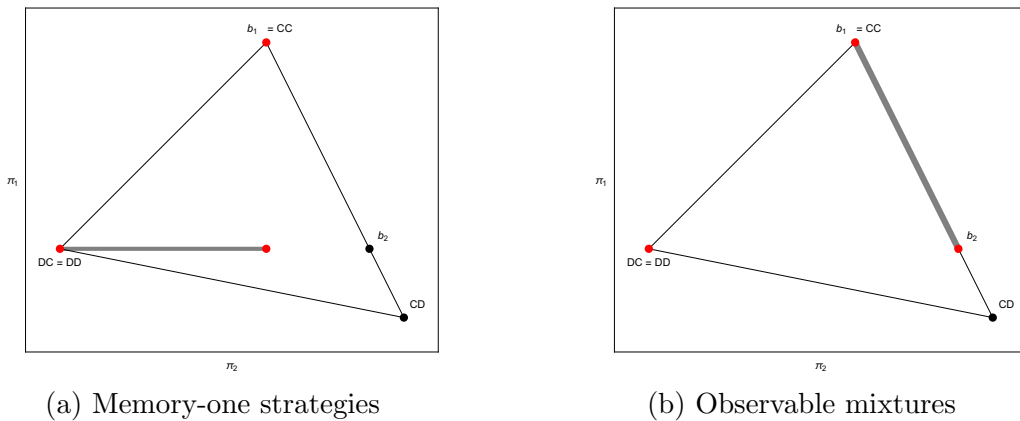 b₁ = CC
π₁
b₂
DC = DD
CD
π₂
(a) Memory-one strategies
b₁ = CC
π₁
b₂
DC = DD
CD
π₂
(b) Observable mixtures